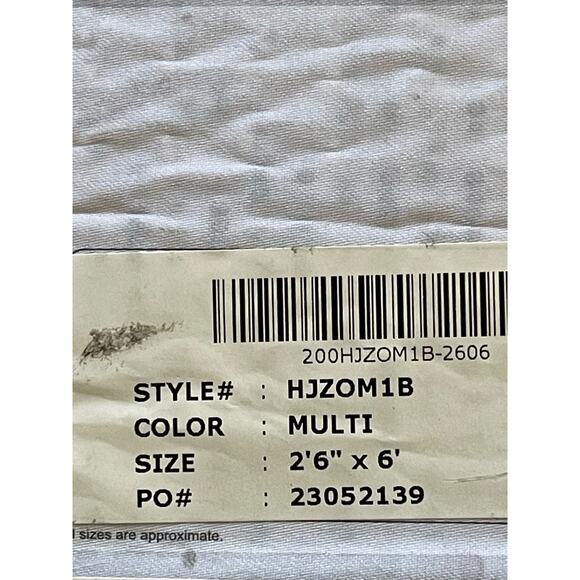 200HJZOM1B-2606
STYLE# : HJZOM1B
COLOR : MULTI
SIZE : 2'6" x 6'
PO# : 23052139
sizes are approximate.